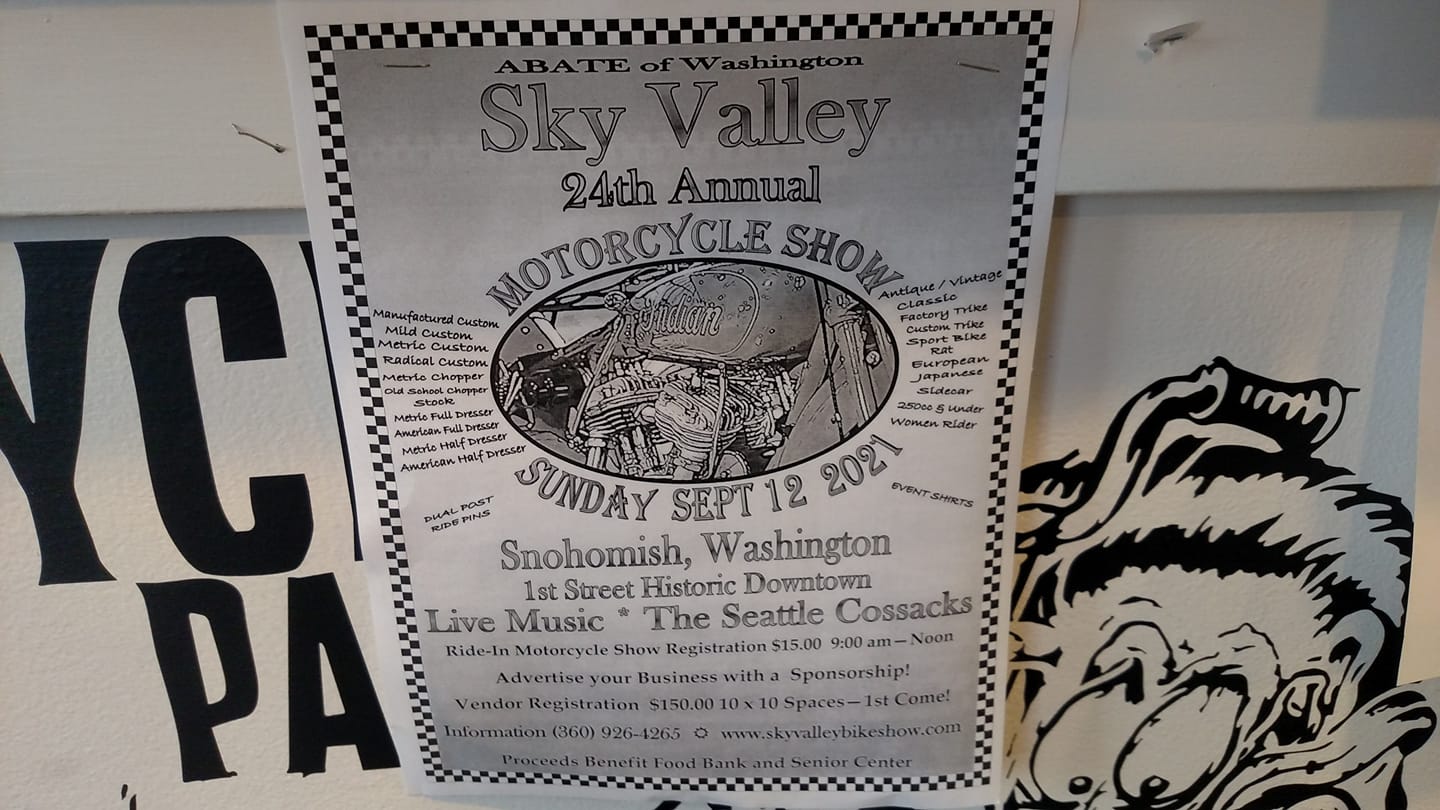 ABATE of Washington
Sky Valley
24th Annual
MOTORCYCLE SHOW
Indian
Manufactured Custom
Mild Custom
Metric Custom
Radical Custom
Metric Chopper
Old School Chopper
Stock
Metric Full Dresser
American Full Dresser
Metric Half Dresser
American Half Dresser
Antique / Vintage
Classic
Factory Trike
Custom Trike
Sport Bike
Rat
European
Japanese
Sidecar
250cc & Under
Women Rider
SUNDAY SEPT 12 2021
DUAL POST
RIDE PINS
EVENT SHIRTS
Snohomish, Washington
1st Street Historic Downtown
Live Music * The Seattle Cossacks
Ride-In Motorcycle Show Registration $15.00 9:00 am—Noon
Advertise your Business with a Sponsorship!
Vendor Registration $150.00 10 x 10 Spaces—1st Come!
Information (360) 926-4265 ☼ www.skyvalleybikeshow.com
Proceeds Benefit Food Bank and Senior Center
YC
PA